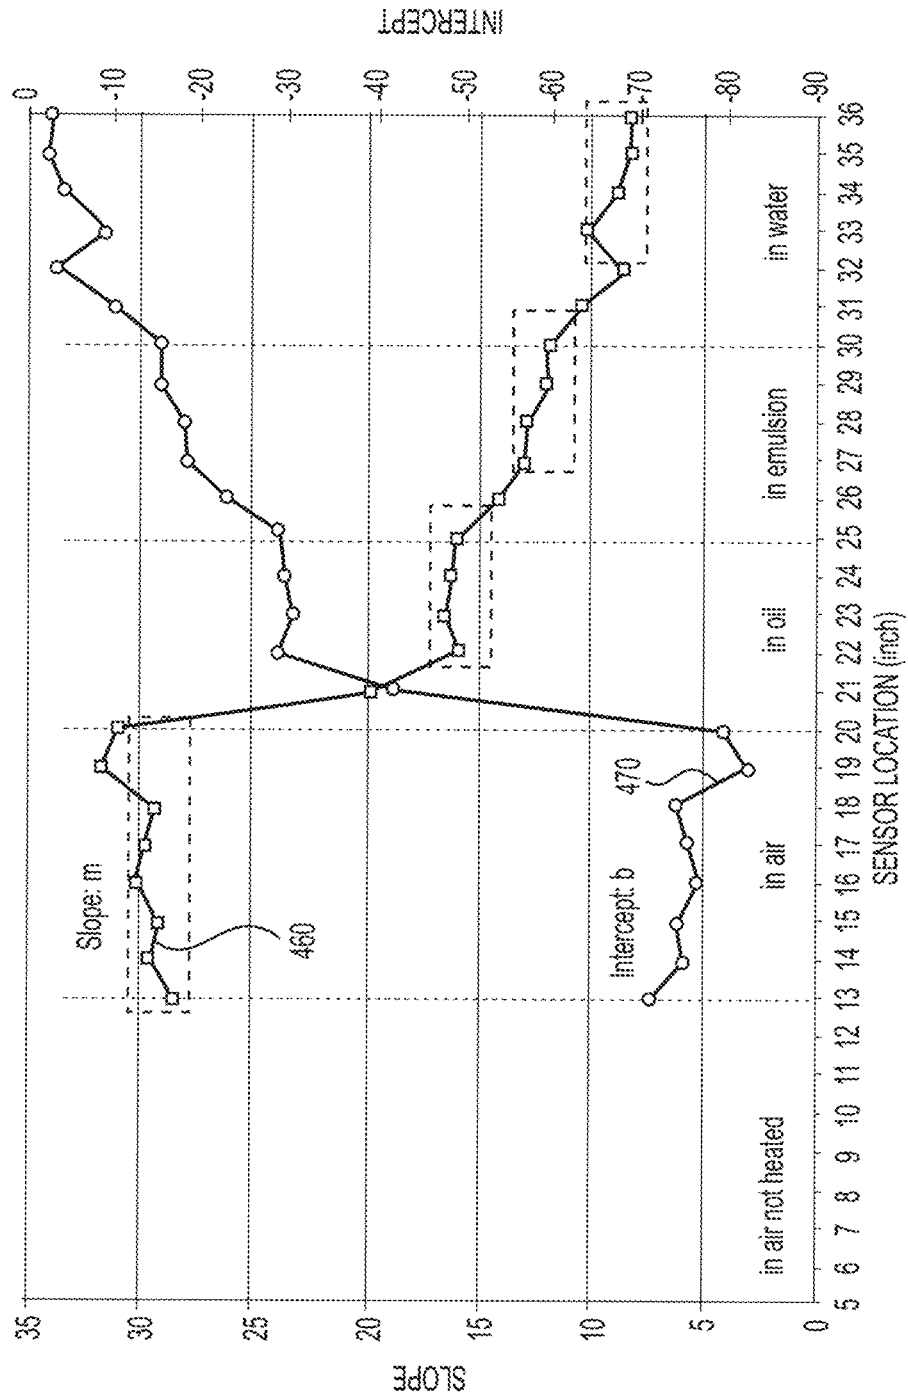 INTERCEPT
0 -10 -20 -30 -40 -50 -60 -70 -80 -90
35 30 25 20 15 10 5 0
SLOPE
Slope: m
460
Intercept: b
470
in air not heated
in air
in oil
in emulsion
in water
5 6 7 8 9 10 11 12 13 14 15 16 17 18 19 20 21 22 23 24 25 26 27 28 29 30 31 32 33 34 35 36
SENSOR LOCATION (inch)